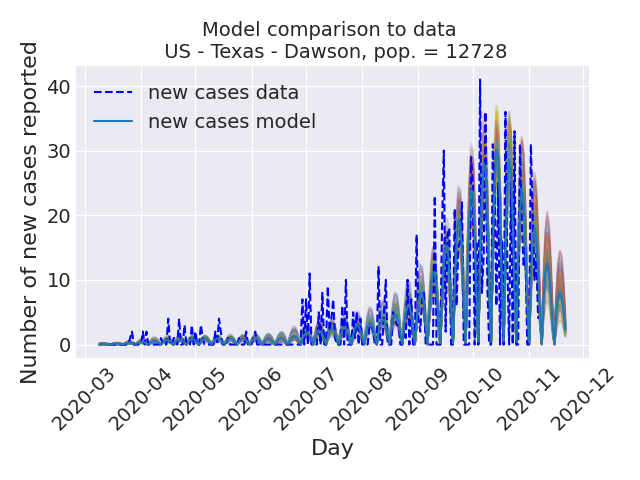 Model comparison to data
US - Texas - Dawson, pop. = 12728
Number of new cases reported
40
30
20
10
0
new cases data
new cases model
2020-03
2020-04
2020-05
2020-06
2020-07
2020-08
2020-09
2020-10
2020-11
2020-12
Day